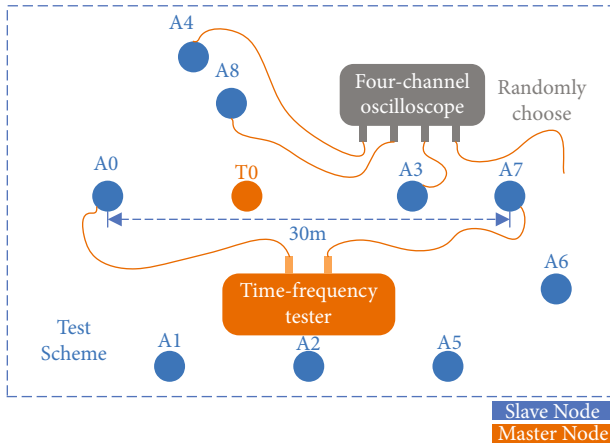 A4
A8
Four-channel
oscilloscope
Randomly
choose
A0
T0
A3
A7
30m
A6
Time-frequency
tester
Test
Scheme
A1
A2
A5
Slave Node
Master Node